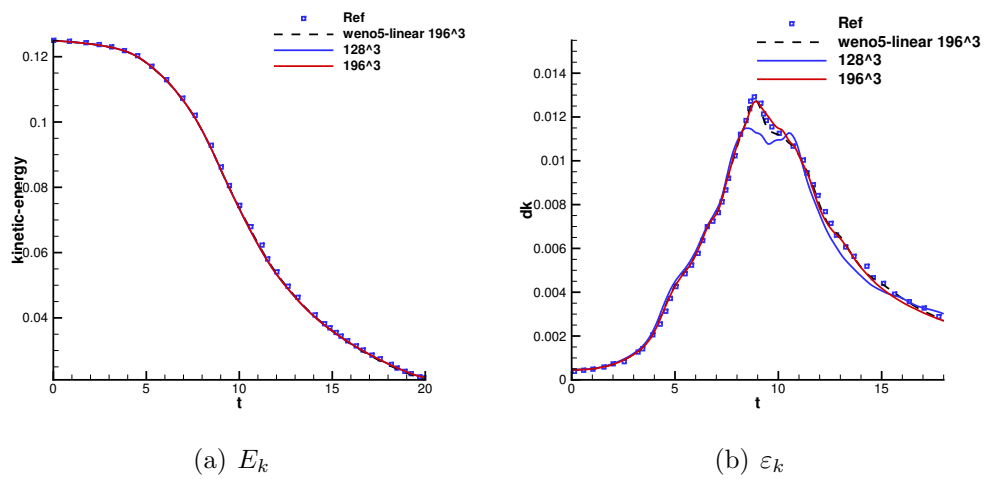 Ref
weno5-linear 196^3
128^3
196^3
kinetic-energy
0.12
0.1
0.08
0.06
0.04
0
5
10
15
20
t
(a) E_k
Ref
weno5-linear 196^3
128^3
196^3
dk
0.014
0.012
0.01
0.008
0.006
0.004
0.002
0
0
5
10
15
t
(b) ε_k